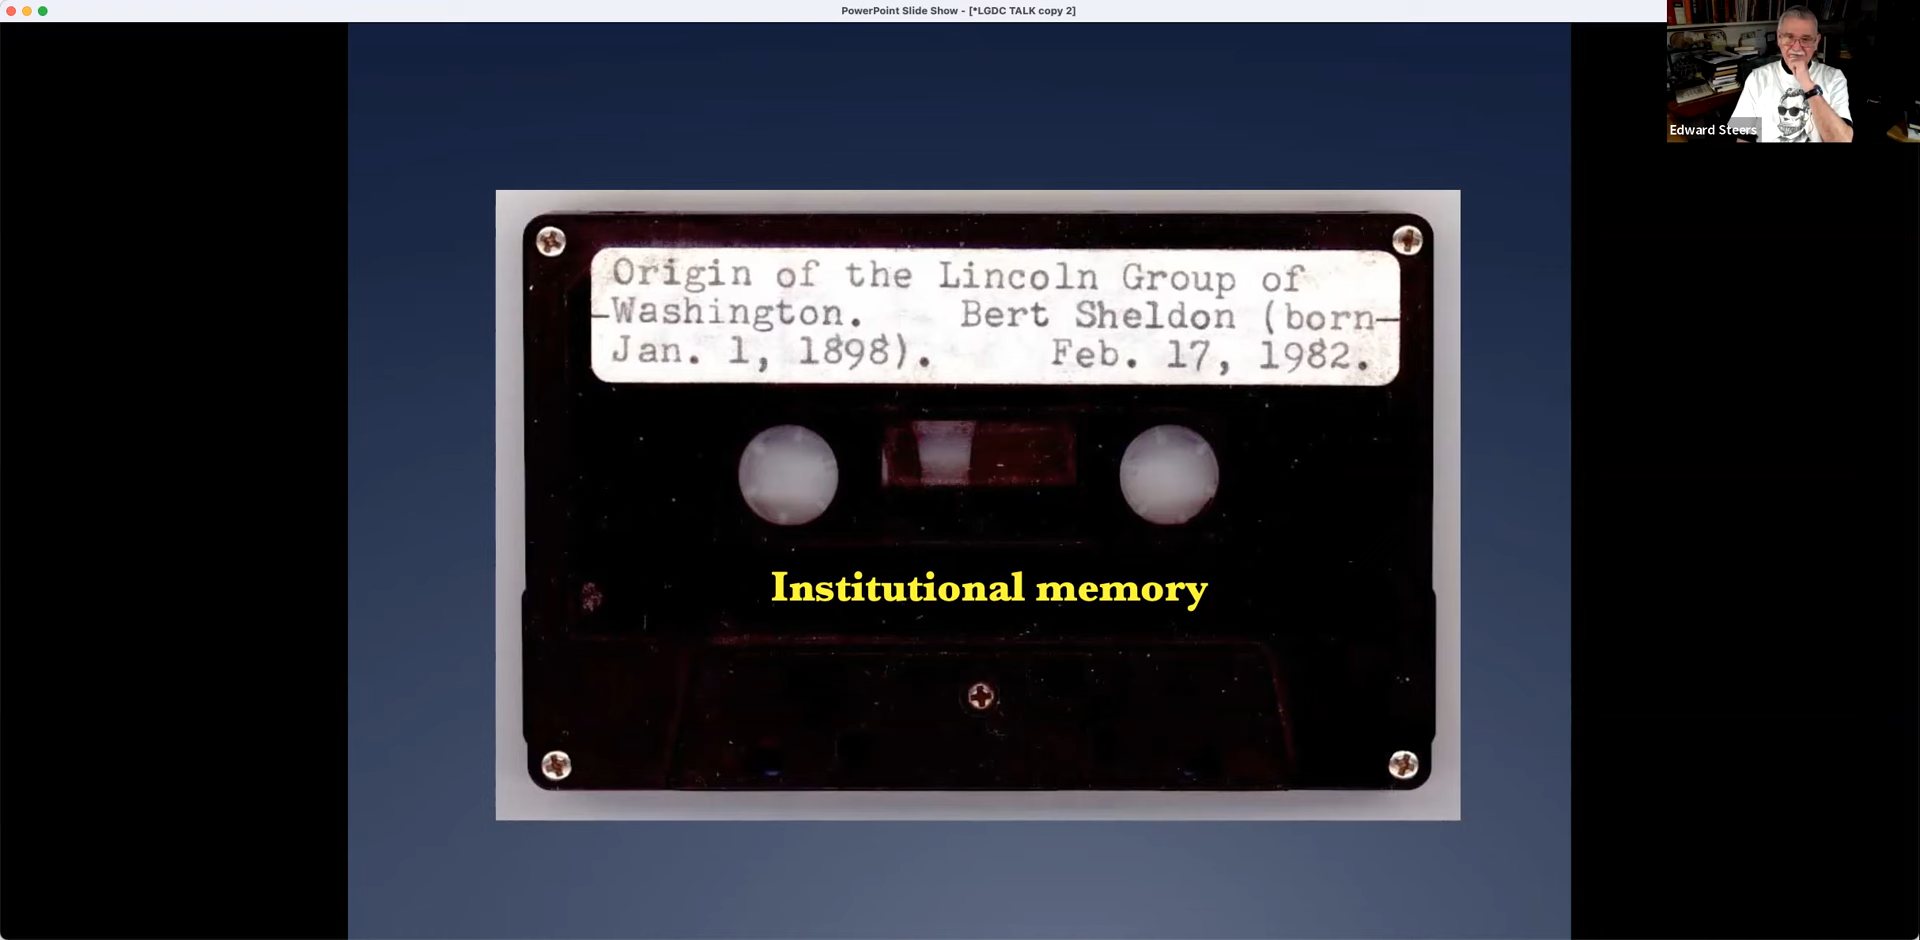 PowerPoint Slide Show - [*LGDC TALK copy 2]
Edward Steers
Origin of the Lincoln Group of
Washington. Bert Sheldon (born
Jan. 1, 1898). Feb. 17, 1982.
Institutional memory